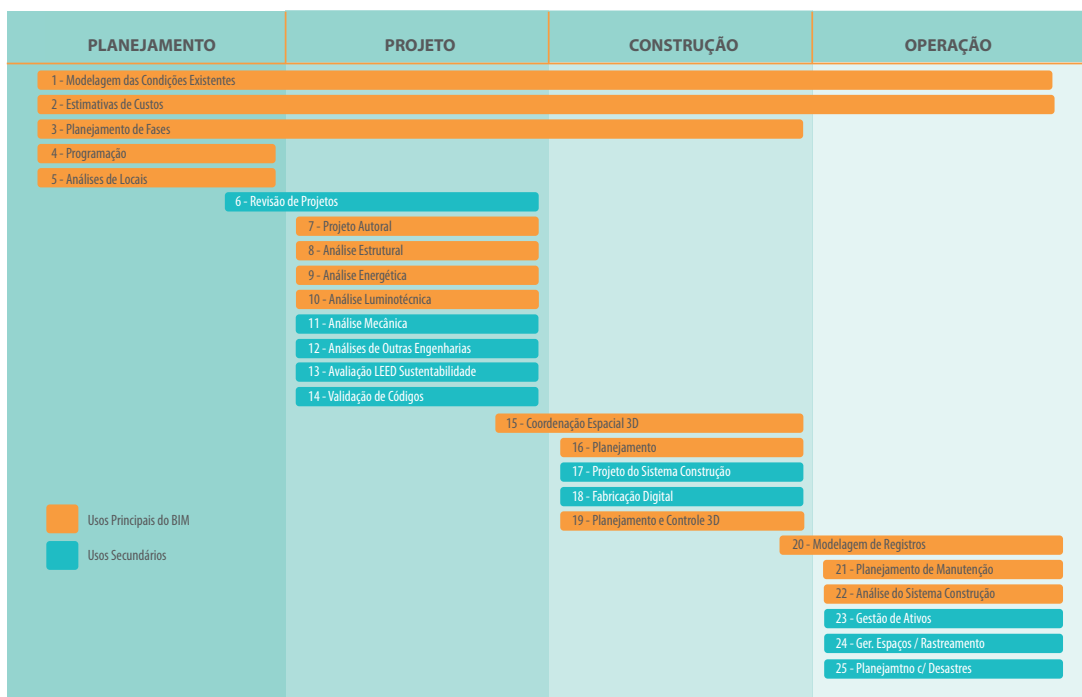 PLANEJAMENTO PROJETO CONSTRUÇÃO OPERAÇÃO
1 - Modelagem das Condições Existentes
2 - Estimativas de Custos
3 - Planejamento de Fases
4 - Programação
5 - Análises de Locais
6 - Revisão de Projetos
7 - Projeto Autoral
8 - Análise Estrutural
9 - Análise Energética
10 - Análise Luminotécnica
11 - Análise Mecânica
12 - Análises de Outras Engenharias
13 - Avaliação LEED Sustentabilidade
14 - Validação de Códigos
15 - Coordenação Espacial 3D
16 - Planejamento
17 - Projeto do Sistema Construção
18 - Fabricação Digital
19 - Planejamento e Controle 3D
20 - Modelagem de Registros
21 - Planejamento de Manutenção
22 - Análise do Sistema Construção
23 - Gestão de Ativos
24 - Ger. Espaços / Rastreamento
25 - Planejamtno c/ Desastres
Usos Principais do BIM
Usos Secundários